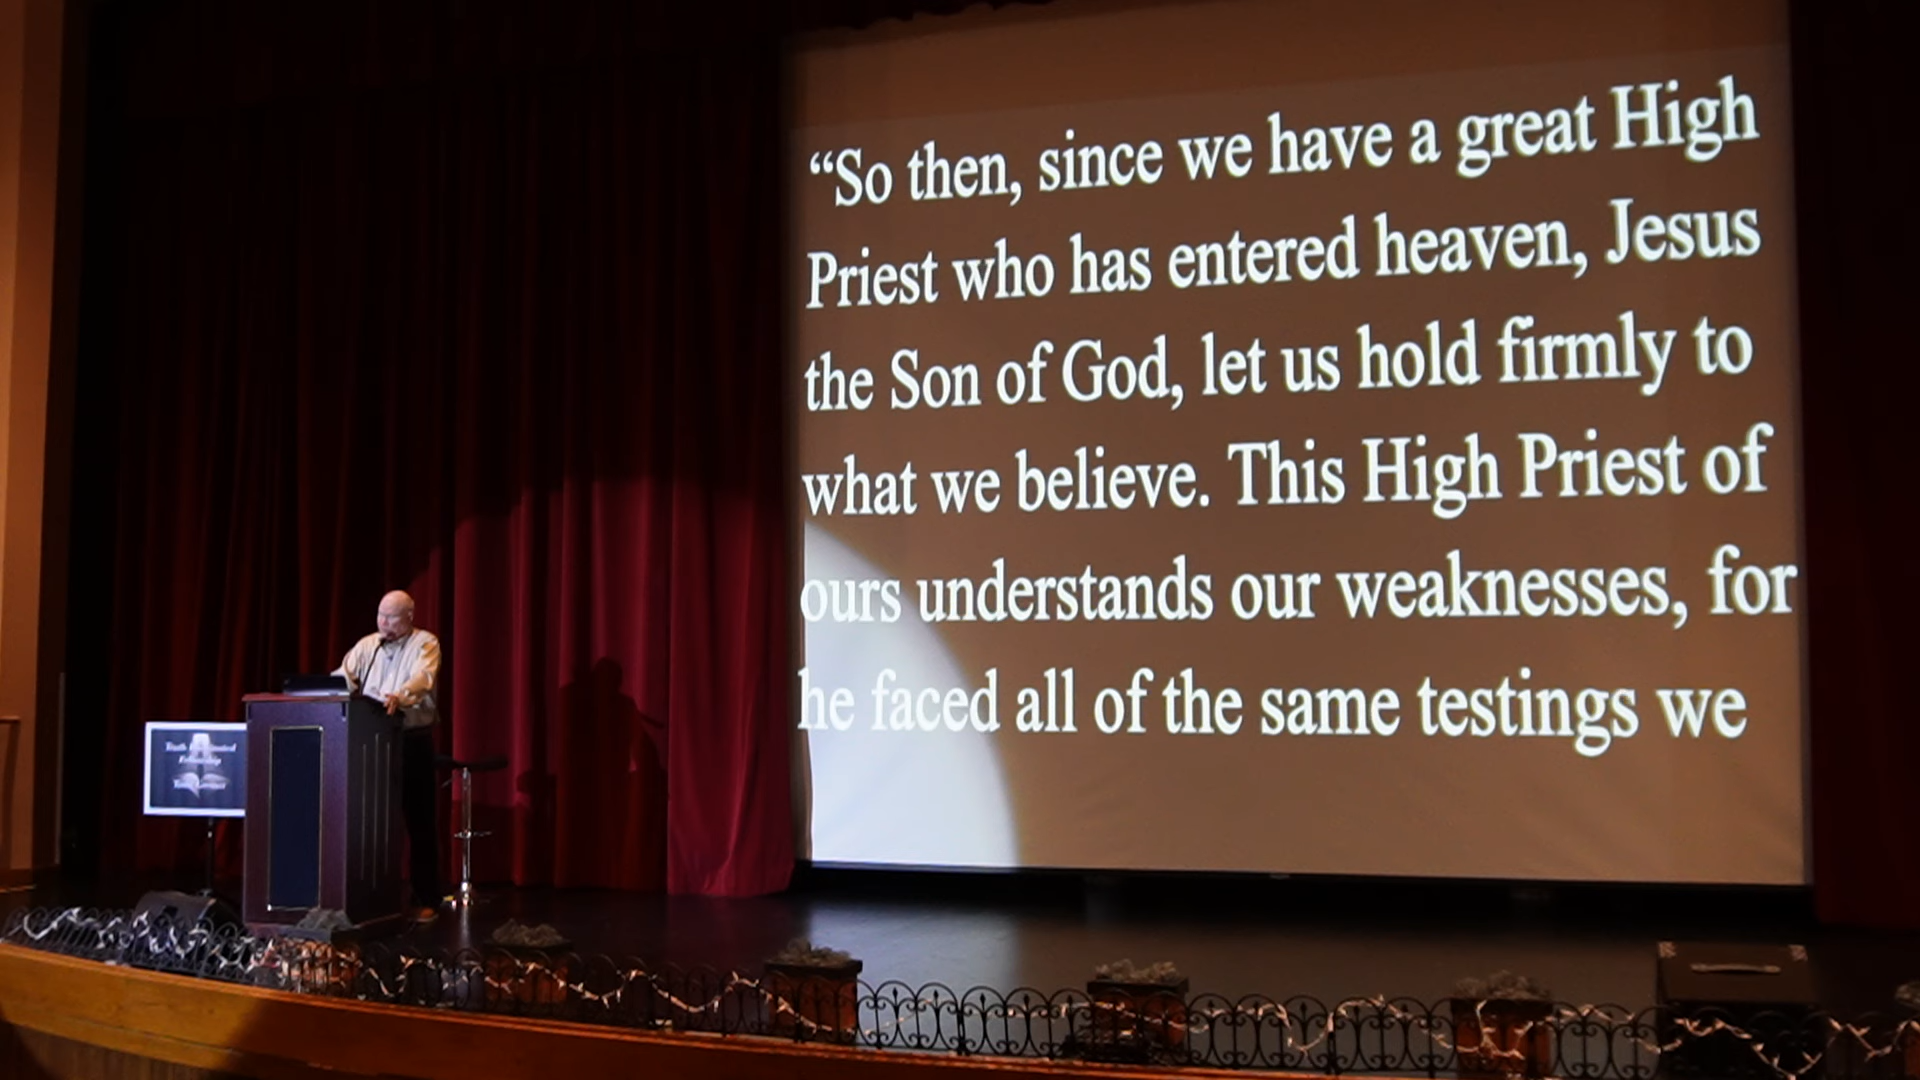 “So then, since we have a great High
Priest who has entered heaven, Jesus
the Son of God, let us hold firmly to
what we believe. This High Priest of
ours understands our weaknesses, for
he faced all of the same testings we
Truth
Fellowship